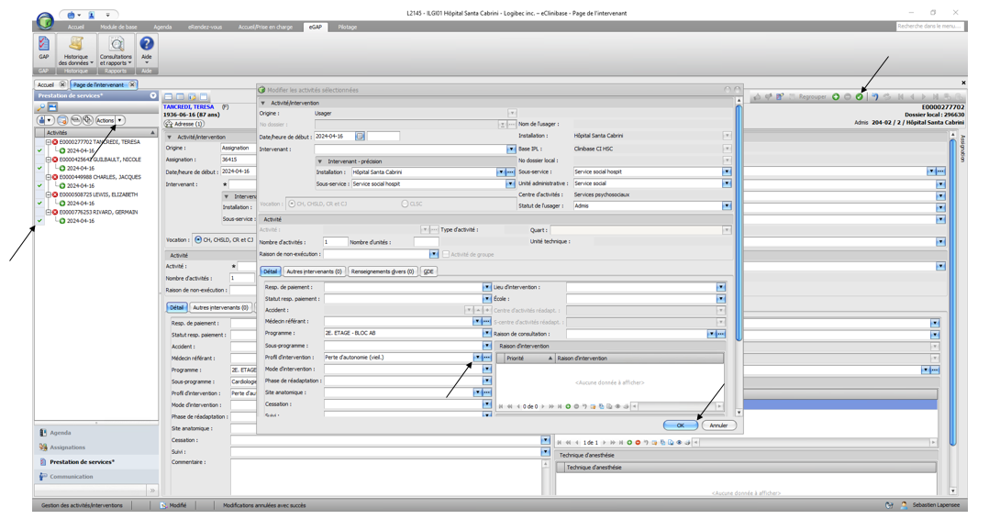 L2145 - ILGI01 Hôpital Santa Cabrini - Logibec inc. – eClinibase - Page de l'intervenant
Accueil Module de base Agenda eRendez-vous Accueil/Prise en charge eGAP Pilotage
Recherche dans le menu...
GAP Historique des données Consultations et rapports Aide
GAP Historique Rapports Aide
Accueil Page de l'intervenant
Prestation de services*
Actions
Activités
E0000277702 TANCREDI, TERESA
2024-04-16
E0000425642 GUILBAULT, NICOLE
2024-04-16
E0000449988 CHARLES, JACQUES
2024-04-16
E0000508725 LEWIS, ELIZABETH
2024-04-16
E0000776253 RIVARD, GERMAIN
2024-04-16
Agenda
Assignations
Prestation de services*
Communication
TANCREDI, TERESA (F)
1936-06-16 (87 ans)
Adresse (1)
Activité/Intervention
Origine : Assignation
Assignation : 36415
Date/heure de début : 2024-04-16
Intervenant :
Interven
Installation :
Sous-service :
Vocation : CH, CHSLD, CR et CJ
Activité
Activité :
Nombre d'activités : 1
Raison de non-exécution :
Détail Autres intervenants (0)
Resp. de paiement :
Statut resp. paiement :
Accident :
Médecin référant :
Programme : 2E. ETAGE
Sous-programme : Cardiologie
Profil d'intervention : Perte d'au
Mode d'intervention :
Phase de réadaptation :
Site anatomique :
Cessation :
Suivi :
Commentaire :
Modifier les activités sélectionnées
Activité/Intervention
Origine : Usager
No dossier : Nom de l'usager :
Date/heure de début : 2024-04-16 Installation : Hôpital Santa Cabrini
Intervenant : Base IPL : Clinibase CI HSC
No dossier local :
Intervenant - précision
Installation : Hôpital Santa Cabrini Sous-service : Service social hospit
Sous-service : Service social hospit Unité administrative : Service social
Centre d'activités : Services psychosociaux
Vocation : CH, CHSLD, CR et CJ CLSC Statut de l'usager : Admis
Activité
Activité : Type d'activité : Quart :
Nombre d'activités : 1 Nombre d'unités : Unité technique :
Raison de non-exécution : Activité de groupe
Détail Autres intervenants (0) Renseignements divers (0) GDE
Resp. de paiement : Lieu d'intervention :
Statut resp. paiement : École :
Accident : Centre d'activités réadapt. :
Médecin référant : S-centre d'activités réadapt. :
Programme : 2E. ETAGE - BLOC AB Raison de consultation :
Sous-programme : Raison d'intervention
Profil d'intervention : Perte d'autonomie (vieil.) Priorité Raison d'intervention
Mode d'intervention :
Phase de réadaptation : <Aucune donnée à afficher>
Site anatomique :
Cessation : 0 de 0
Suivi :
OK Annuler
Regrouper
E0000277702
Dossier local : 296630
Admis 204-02 / 2 / Hôpital Santa Cabrini
Assignation
1 de 1
Technique d'anesthésie
Technique d'anesthésie
<Aucune donnée à afficher>
Gestion des activités/interventions Modifié Modifications annulées avec succès Sebastien Lapensee